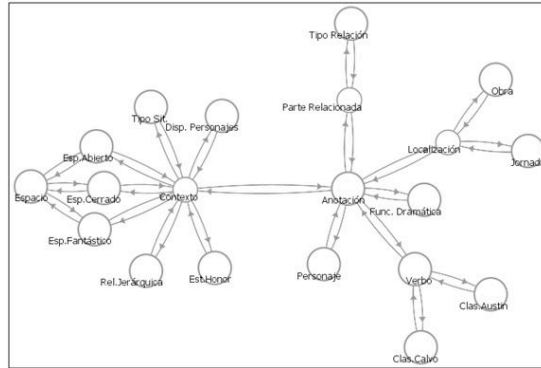 Tipo Relación
Parte Relacionada
Obra
Tipo Sit.
Disp. Personajes
Localización
Jornada
Esp.Abierto
Espacio
Esp.Cerrado
Contexto
Anotación
Func. Dramática
Esp.Fantástico
Rel.Jerárquica
Est.Honor
Personaje
Verbo
Clas.Austin
Clas.Calvo